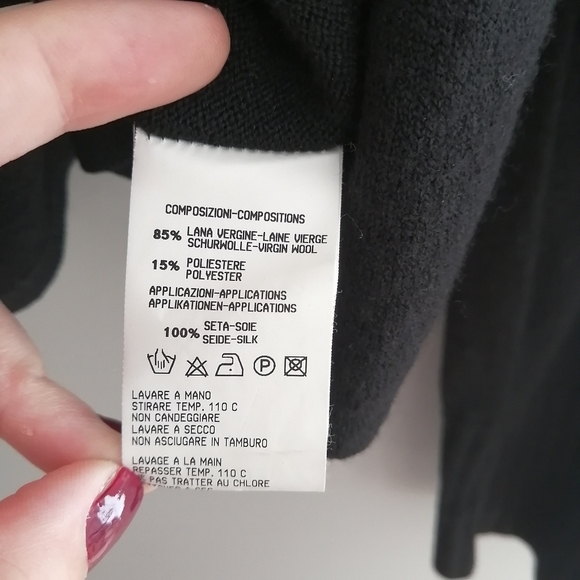 COMPOSIZIONI-COMPOSITIONS
85% LANA VERGINE-LAINE VIERGE
SCHURWOLLE-VIRGIN WOOL
15% POLIESTERE
POLYESTER
APPLICAZIONI-APPLICATIONS
APPLIKATIONEN-APPLICATIONS
100% SETA-SOIE
SEIDE-SILK
P
LAVARE A MANO
STIRARE TEMP. 110 C
NON CANDEGGIARE
LAVARE A SECCO
NON ASCIUGARE IN TAMBURO
LAVAGE A LA MAIN
REPASSER TEMP. 110 C
PAS TRATTER AU CHLORE